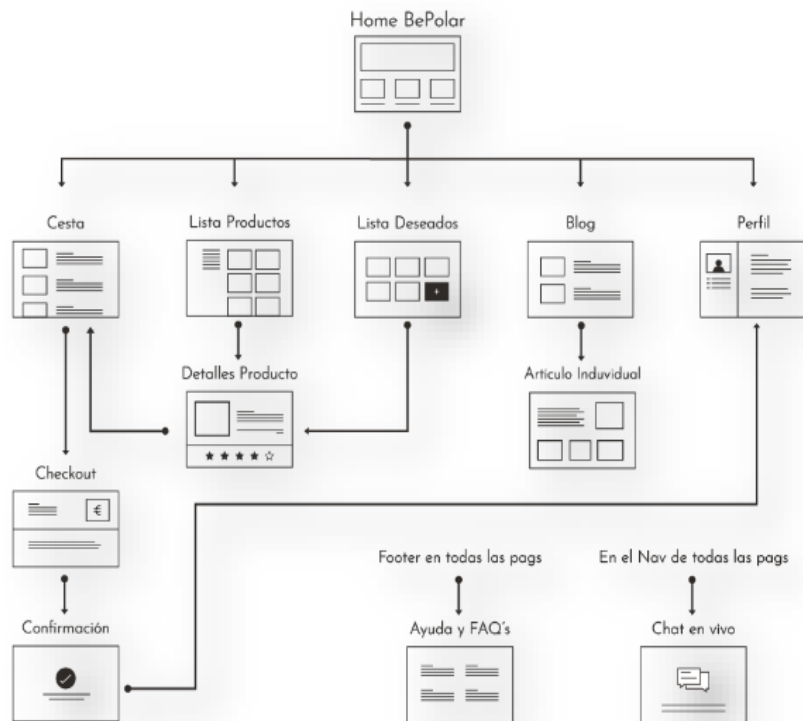 Home BePolar
Cesta
Lista Productos
Lista Deseados
Blog
Perfil
Detalles Producto
Artículo Induvidual
Checkout
€
Footer en todas las pags
En el Nav de todas las pags
Confirmación
Ayuda y FAQ's
Chat en vivo